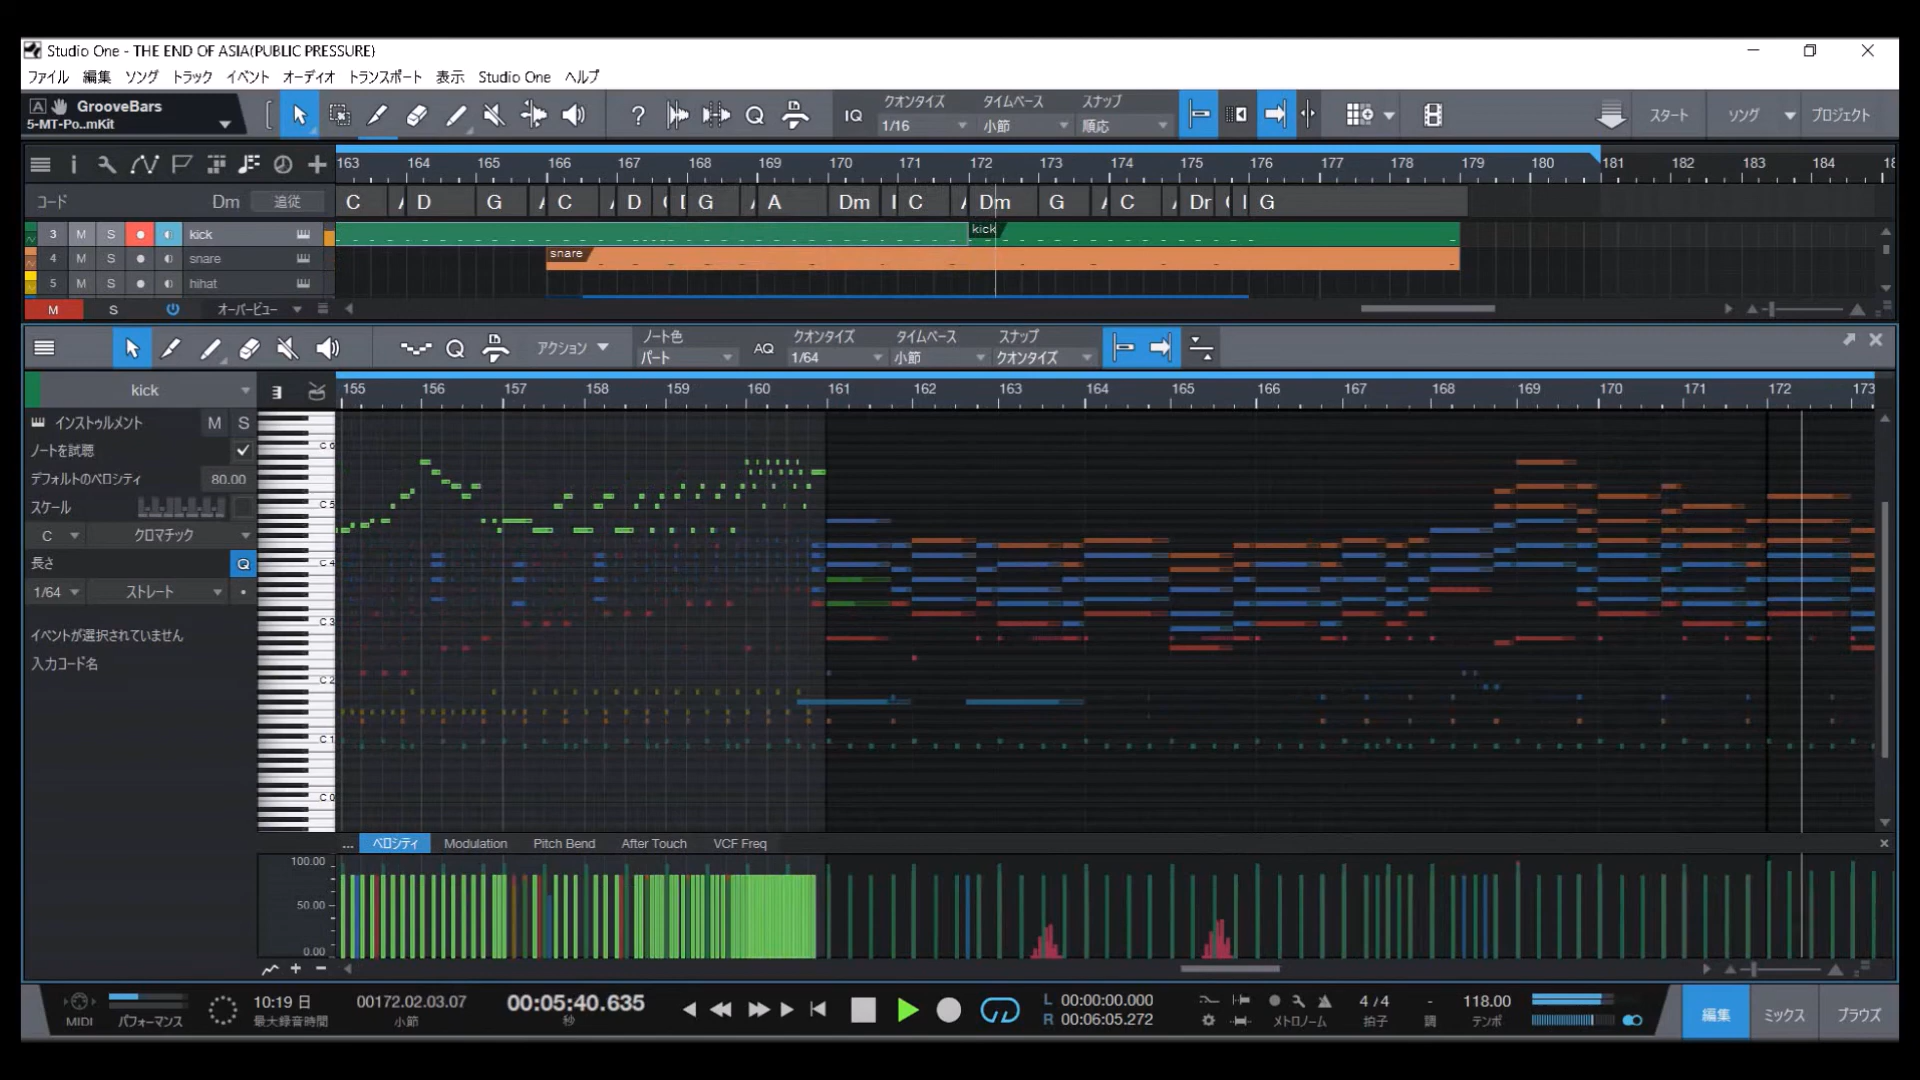 Studio One - THE END OF ASIA(PUBLIC PRESSURE)
ファイル 編集 ソング トラック イベント オーディオ トランスポート 表示 Studio One ヘルプ
A GrooveBars
5-MT-Po..mKit
? Q IQ クオンタイズ 1/16 タイムベース 小節 スナップ 順応 スタート ソング プロジェクト
163 164 165 166 167 168 169 170 171 172 173 174 175 176 177 178 179 180 181 182 183 184
コード Dm 追従 C D G C D G A Dm C Dm G C G
3 M S kick kick
4 M S snare snare
5 M S hihat
M S オーバービュー
Q アクション ノート色 パート AQ クオンタイズ 1/64 タイムベース 小節 スナップ クオンタイズ
kick 155 156 157 158 159 160 161 162 163 164 165 166 167 168 169 170 171 172 173
インストゥルメント M S
ノートを試聴
デフォルトのベロシティ 80.00
スケール
C クロマチック
長さ Q
1/64 ストレート
イベントが選択されていません
入力コード名
C 6
C 5
C 4
C 3
C 2
C 1
C 0
... ベロシティ Modulation Pitch Bend After Touch VCF Freq
100.00
50.00
0.00
MIDI パフォーマンス 10:19 日 最大録音時間 00172.02.03.07 小節 00:05:40.635 秒 L 00:00:00.000 R 00:06:05.272 メトロノーム 4 / 4 拍子 - 調 118.00 テンポ 編集 ミックス ブラウズ